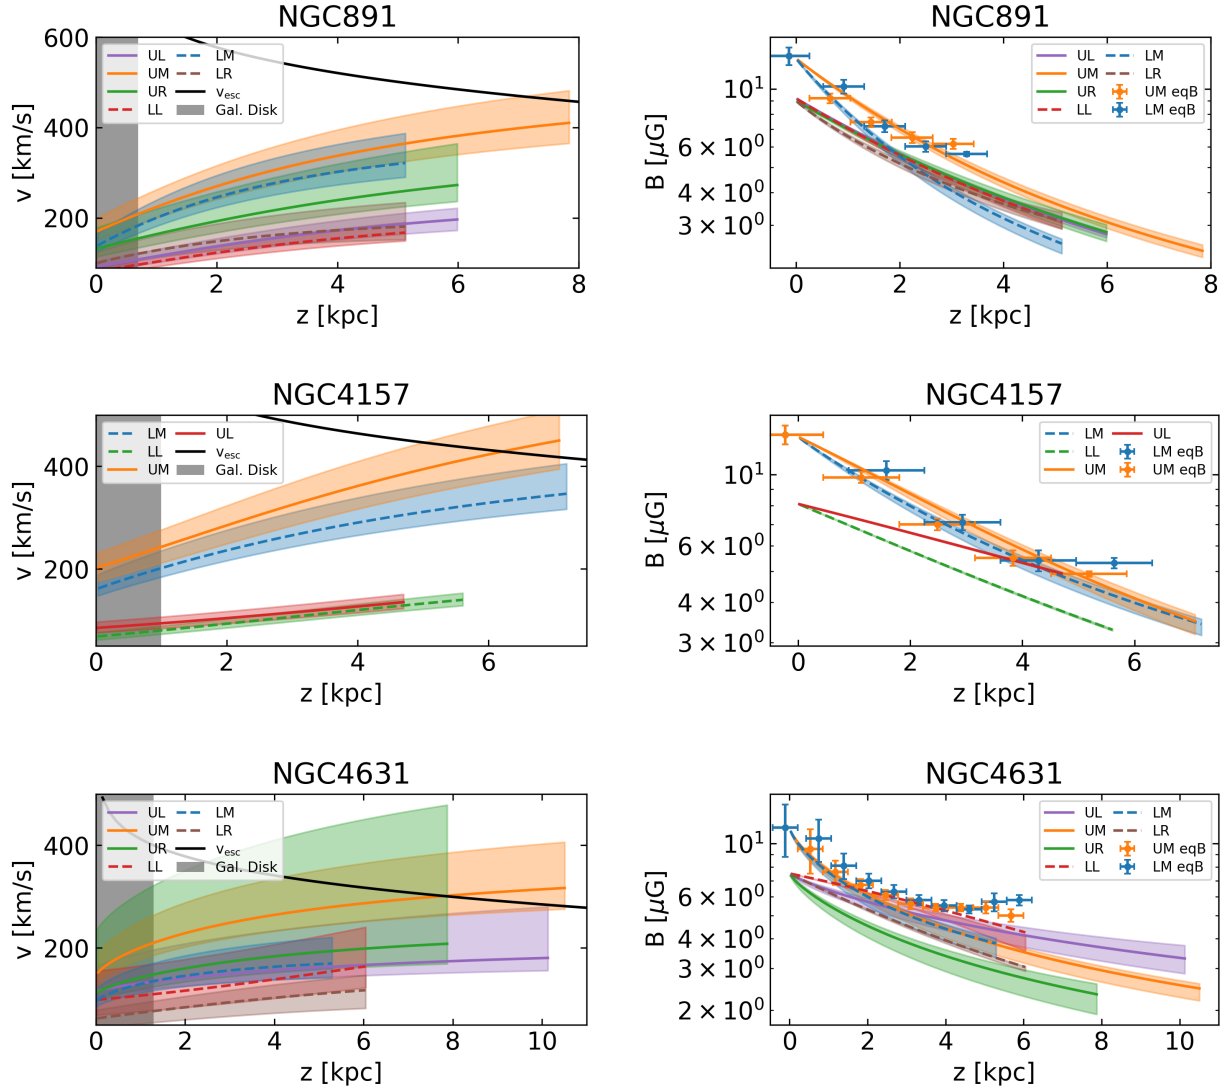 NGC891
600
400
200
v [km/s]
UL
UM
UR
LL
LM
LR
v_esc
Gal. Disk
0 2 4 6 8
z [kpc]
NGC891
10^1
6 × 10^0
4 × 10^0
3 × 10^0
B [μG]
UL
UM
UR
LL
LM
LR
UM eqB
LM eqB
0 2 4 6 8
z [kpc]
NGC4157
400
200
v [km/s]
LM
LL
UM
UL
v_esc
Gal. Disk
0 2 4 6
z [kpc]
NGC4157
10^1
6 × 10^0
4 × 10^0
3 × 10^0
B [μG]
LM
LL
UM
UL
LM eqB
UM eqB
0 2 4 6
z [kpc]
NGC4631
400
200
v [km/s]
UL
UM
UR
LL
LM
LR
v_esc
Gal. Disk
0 2 4 6 8 10
z [kpc]
NGC4631
10^1
6 × 10^0
4 × 10^0
3 × 10^0
2 × 10^0
B [μG]
UL
UM
UR
LL
LM
LR
UM eqB
LM eqB
0 2 4 6 8 10
z [kpc]